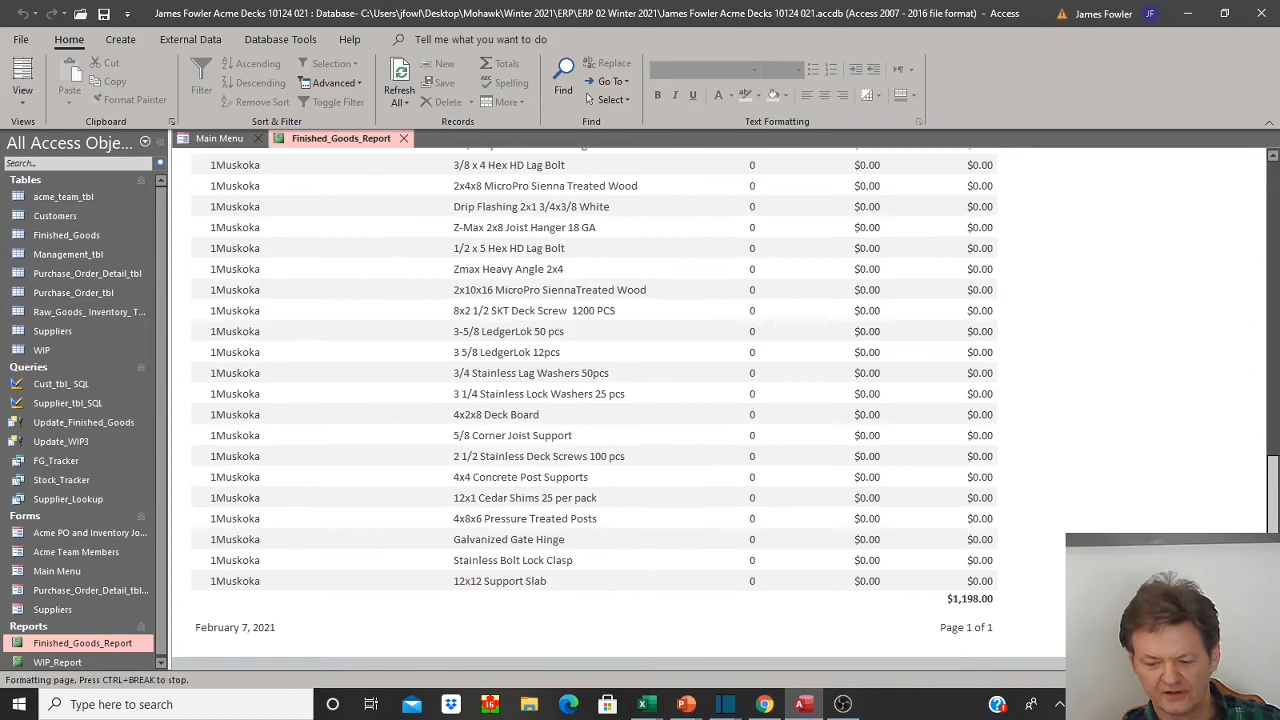 James Fowler Acme Decks 10124 021 : Database- C:\Users\jfowl\Desktop\Mohawk\Winter 2021\ERP\ERP 02 Winter 2021\James Fowler Acme Decks 10124 021.accdb (Access 2007 - 2016 file format) - Access
James Fowler JF
File Home Create External Data Database Tools Help Tell me what you want to do
View
Views
Paste
Cut
Copy
Format Painter
Clipboard
Filter
Ascending
Descending
Remove Sort
Selection
Advanced
Toggle Filter
Sort & Filter
Refresh All
New
Save
Delete
Totals
Spelling
More
Records
Find
Replace
Go To
Select
Find
B I U A
Text Formatting
All Access Obje...
Search...
Tables
acme_team_tbl
Customers
Finished_Goods
Management_tbl
Purchase_Order_Detail_tbl
Purchase_Order_tbl
Raw_Goods_ Inventory_ T...
Suppliers
WIP
Queries
Cust_tbl_ SQL
Supplier_tbl_SQL
Update_Finished_Goods
Update_WIP3
FG_Tracker
Stock_Tracker
Supplier_Lookup
Forms
Acme PO and Inventory Jo...
Acme Team Members
Main Menu
Purchase_Order_Detail_tbl...
Suppliers
Reports
Finished_Goods_Report
WIP_Report
Main Menu Finished_Goods_Report
1Muskoka 3/8 x 4 Hex HD Lag Bolt 0 $0.00 $0.00
1Muskoka 2x4x8 MicroPro Sienna Treated Wood 0 $0.00 $0.00
1Muskoka Drip Flashing 2x1 3/4x3/8 White 0 $0.00 $0.00
1Muskoka Z-Max 2x8 Joist Hanger 18 GA 0 $0.00 $0.00
1Muskoka 1/2 x 5 Hex HD Lag Bolt 0 $0.00 $0.00
1Muskoka Zmax Heavy Angle 2x4 0 $0.00 $0.00
1Muskoka 2x10x16 MicroPro SiennaTreated Wood 0 $0.00 $0.00
1Muskoka 8x2 1/2 SKT Deck Screw 1200 PCS 0 $0.00 $0.00
1Muskoka 3-5/8 LedgerLok 50 pcs 0 $0.00 $0.00
1Muskoka 3 5/8 LedgerLok 12pcs 0 $0.00 $0.00
1Muskoka 3/4 Stainless Lag Washers 50pcs 0 $0.00 $0.00
1Muskoka 3 1/4 Stainless Lock Washers 25 pcs 0 $0.00 $0.00
1Muskoka 4x2x8 Deck Board 0 $0.00 $0.00
1Muskoka 5/8 Corner Joist Support 0 $0.00 $0.00
1Muskoka 2 1/2 Stainless Deck Screws 100 pcs 0 $0.00 $0.00
1Muskoka 4x4 Concrete Post Supports 0 $0.00 $0.00
1Muskoka 12x1 Cedar Shims 25 per pack 0 $0.00 $0.00
1Muskoka 4x8x6 Pressure Treated Posts 0 $0.00 $0.00
1Muskoka Galvanized Gate Hinge 0 $0.00 $0.00
1Muskoka Stainless Bolt Lock Clasp 0 $0.00 $0.00
1Muskoka 12x12 Support Slab 0 $0.00 $0.00
$1,198.00
February 7, 2021 Page 1 of 1
Formatting page. Press CTRL+BREAK to stop.
Type here to search
16